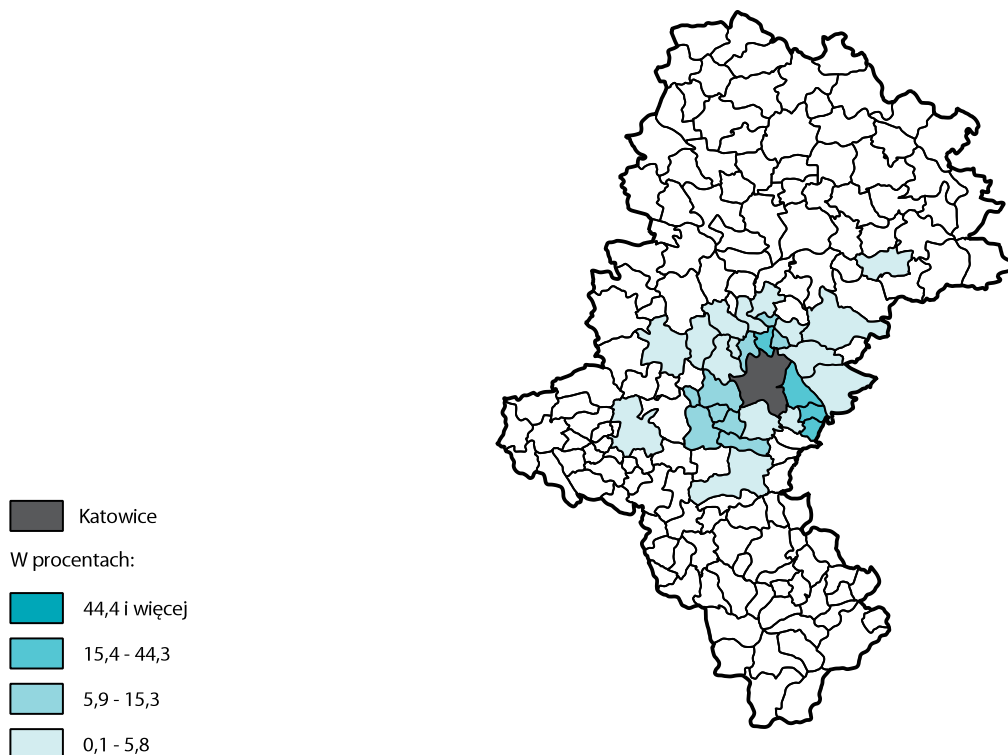 Katowice
W procentach:
44,4 i więcej
15,4 - 44,3
5,9 - 15,3
0,1 - 5,8